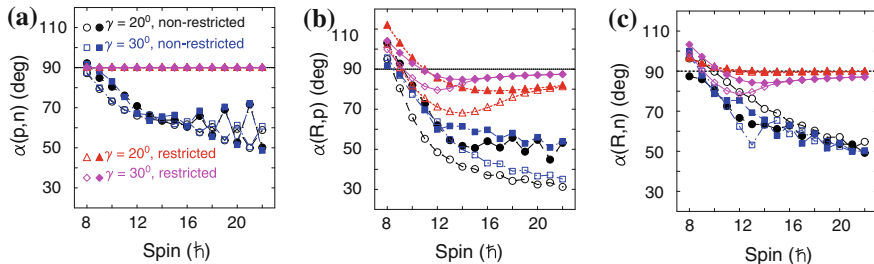 (a)
γ = 20⁰, non-restricted
γ = 30⁰, non-restricted
γ = 20⁰, restricted
γ = 30⁰, restricted
α(p,n) (deg)
110
90
70
50
30
8 12 16 20
Spin (ℏ)
(b)
α(R,p) (deg)
110
90
70
50
30
8 12 16 20
Spin (ℏ)
(c)
α(R,n) (deg)
110
90
70
50
30
8 12 16 20
Spin (ℏ)